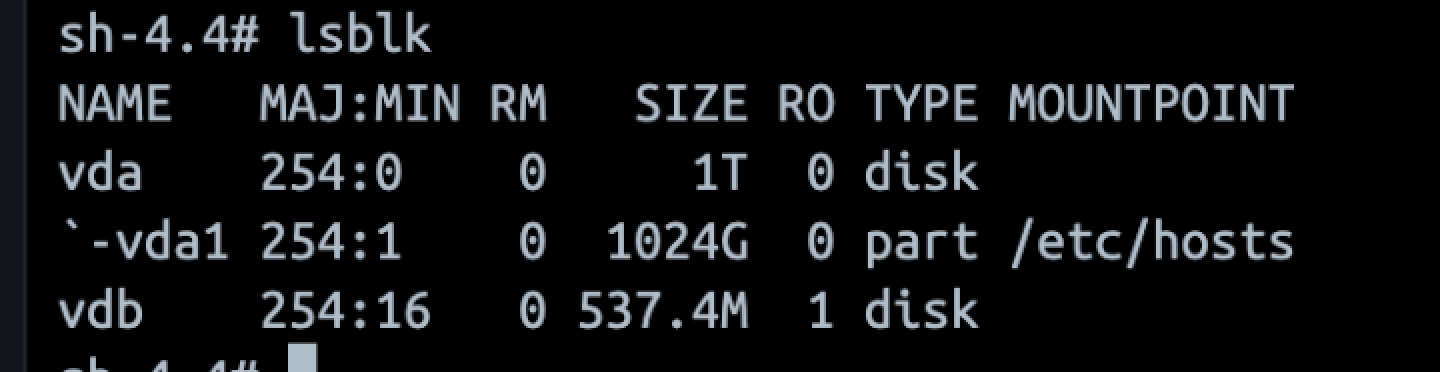 sh-4.4# lsblk
NAME   MAJ:MIN RM   SIZE RO TYPE MOUNTPOINT
vda    254:0    0     1T  0 disk
`-vda1 254:1    0  1024G  0 part /etc/hosts
vdb    254:16   0 537.4M  1 disk
sh-4.4#